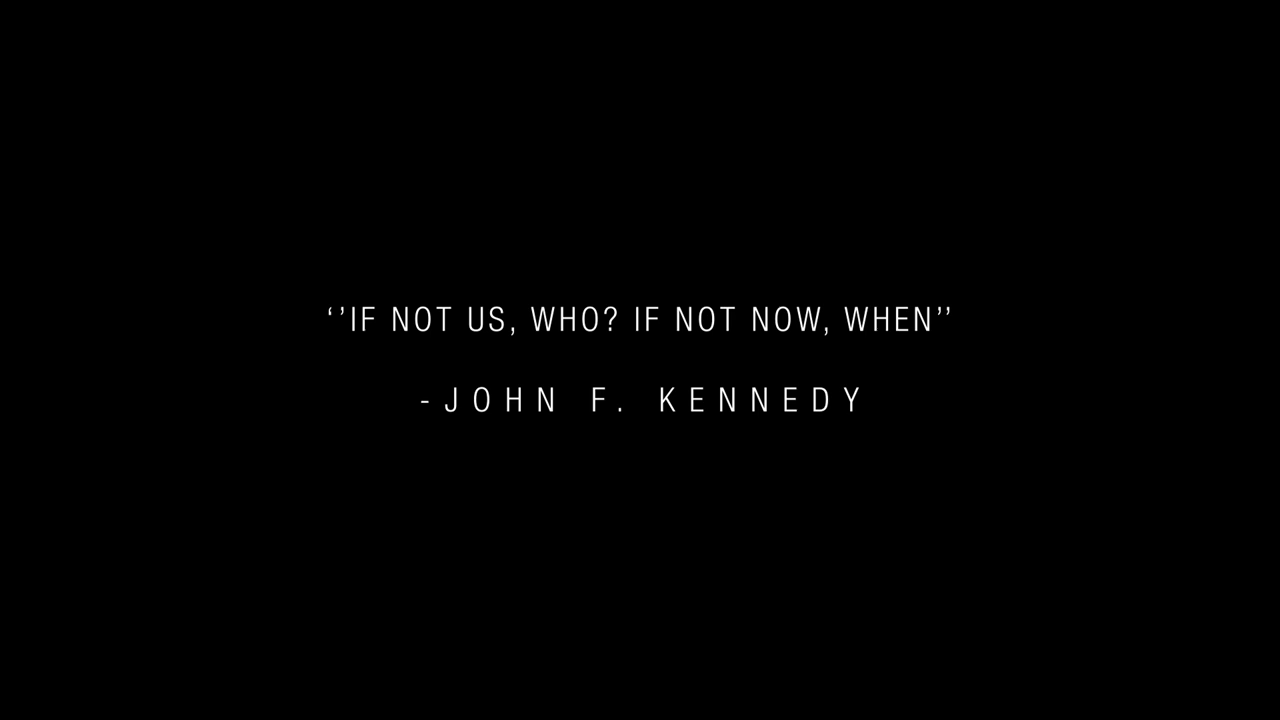 ‘’IF NOT US, WHO? IF NOT NOW, WHEN’’
-JOHN F. KENNEDY